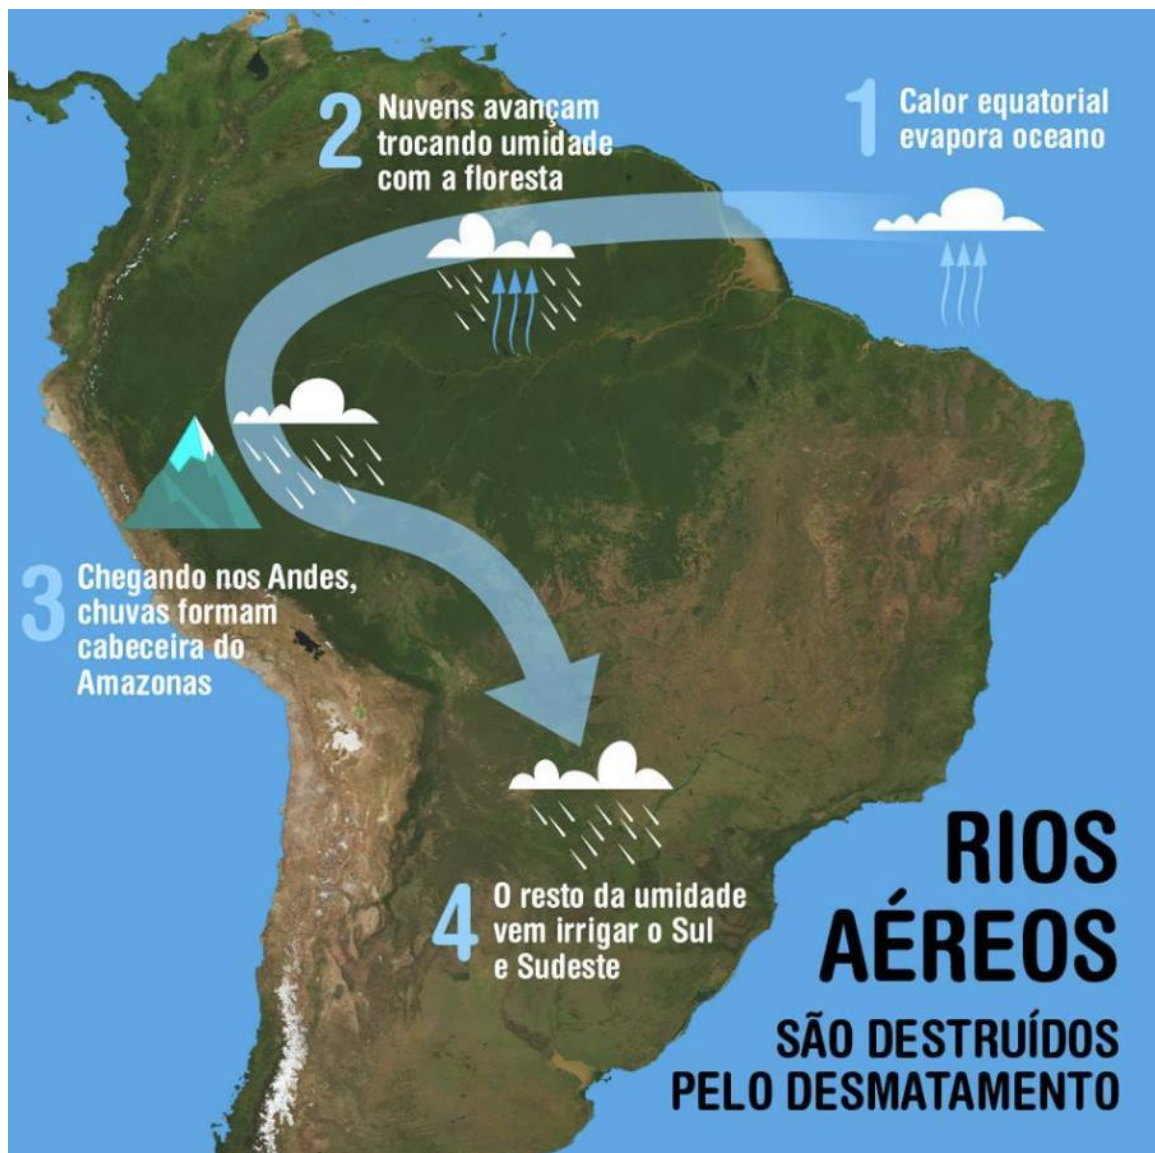 1
Calor equatorial
evapora oceano
2
Nuvens avançam
trocando umidade
com a floresta
3
Chegando nos Andes,
chuvas formam
cabeceira do
Amazonas
4
O resto da umidade
vem irrigar o Sul
e Sudeste
RIOS
AÉREOS
SÃO DESTRUÍDOS
PELO DESMATAMENTO